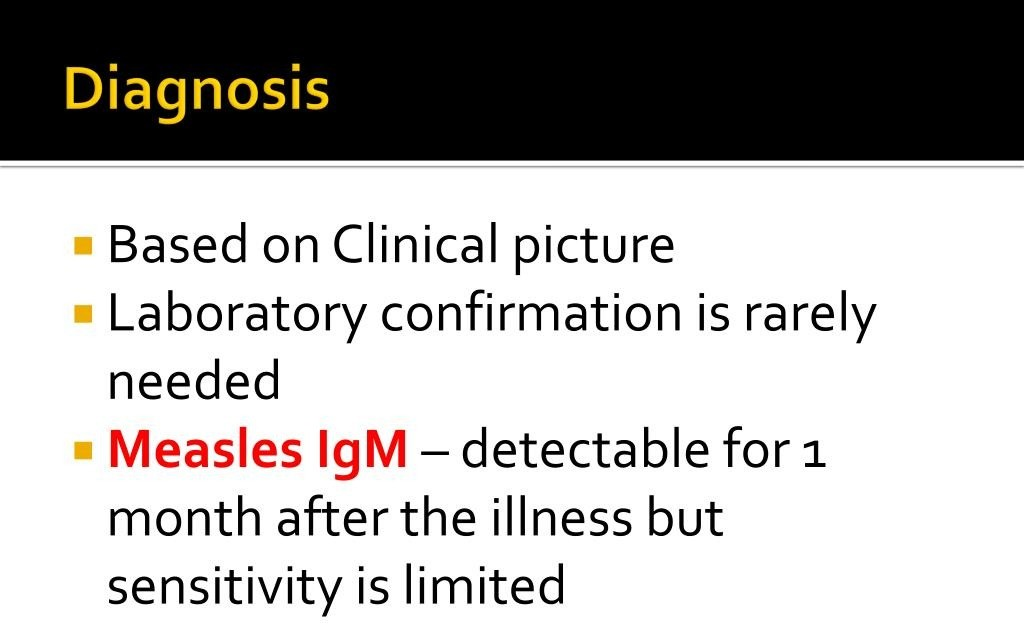 Diagnosis
Based on Clinical picture
Laboratory confirmation is rarely
needed
Measles IgM – detectable for 1
month after the illness but
sensitivity is limited